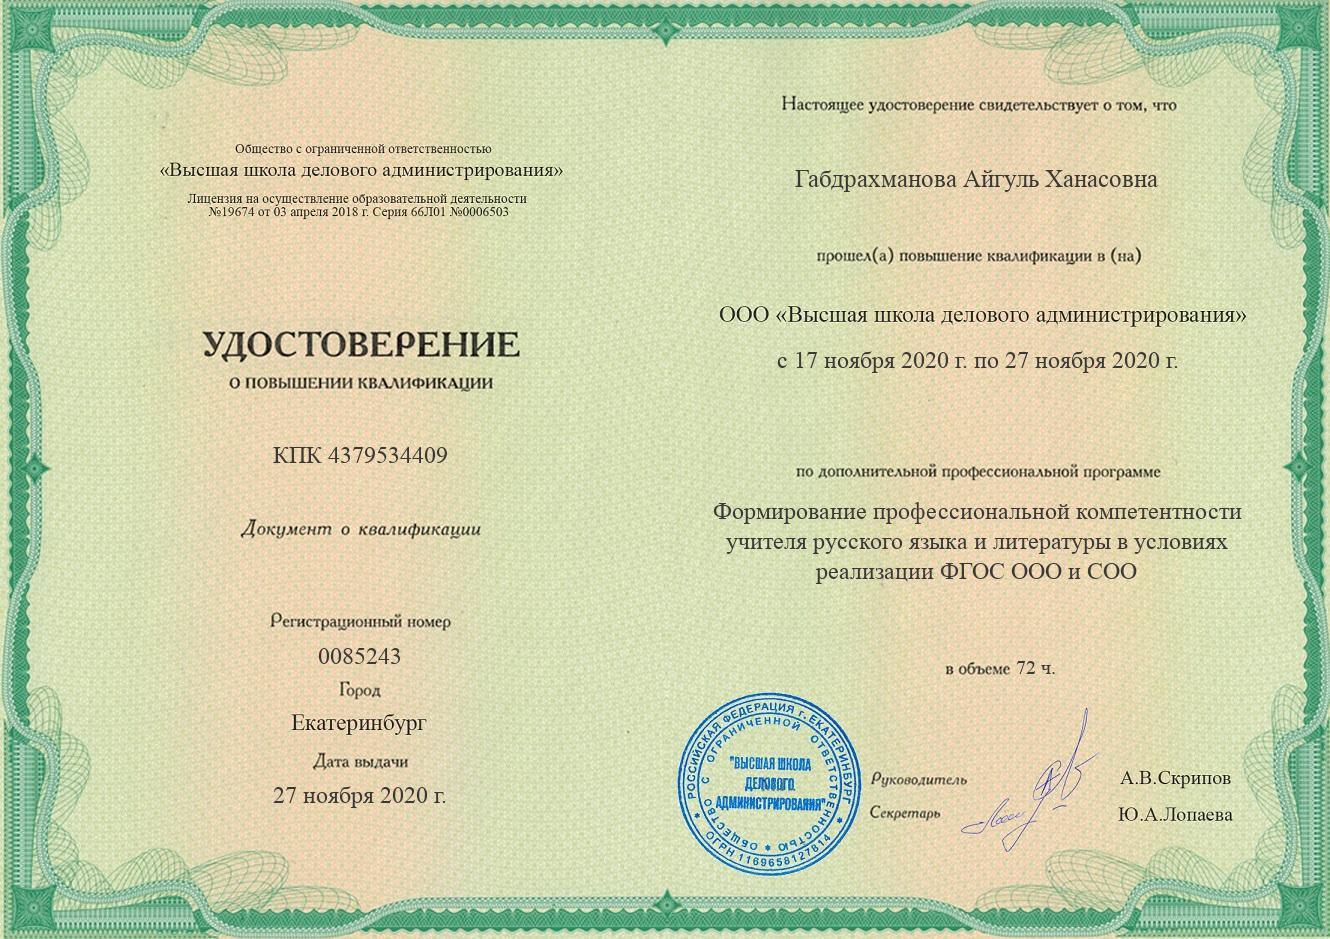 Общество с ограниченной ответственностью
«Высшая школа делового администрирования»
Лицензия на осуществление образовательной деятельности
№19674 от 03 апреля 2018 г. Серия 66Л01 №0006503
УДОСТОВЕРЕНИЕ
О ПОВЫШЕНИИ КВАЛИФИКАЦИИ
КПК 4379534409
Документ о квалификации
Регистрационный номер
0085243
Город
Екатеринбург
Дата выдачи
27 ноября 2020 г.
Настоящее удостоверение свидетельствует о том, что
Габдрахманова Айгуль Ханасовна
прошел(а) повышение квалификации в (на)
ООО «Высшая школа делового администрирования»
с 17 ноября 2020 г. по 27 ноября 2020 г.
по дополнительной профессиональной программе
Формирование профессиональной компетентности
учителя русского языка и литературы в условиях
реализации ФГОС ООО и СОО
в объеме 72 ч.
Руководитель
А.В.Скрипов
Секретарь
Ю.А.Лопаева
РОССИЙСКАЯ ФЕДЕРАЦИЯ г. ЕКАТЕРИНБУРГ
* ОГРН 1169658127814 *
ОБЩЕСТВО С ОГРАНИЧЕННОЙ ОТВЕТСТВЕННОСТЬЮ *
"ВЫСШАЯ ШКОЛА
ДЕЛОВОГО
АДМИНИСТРИРОВАНИЯ"